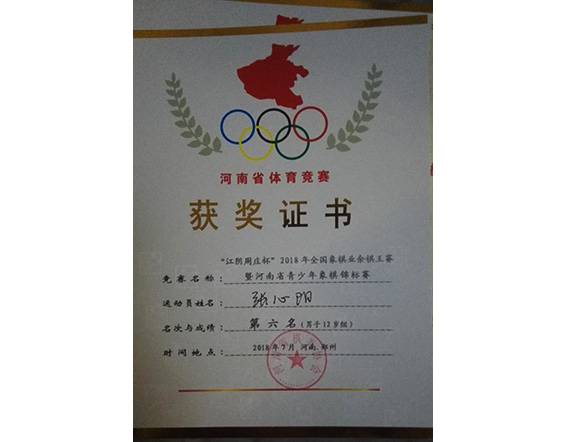 河南省体育竞赛
获奖证书
“江阴周庄杯”2018年全国象棋业余棋王赛
竞赛名称：暨河南省青少年象棋锦标赛
运动员姓名：张心阳
名次与成绩：第六名（男子12岁组）
时间地点：2018年7月 河南.郑州